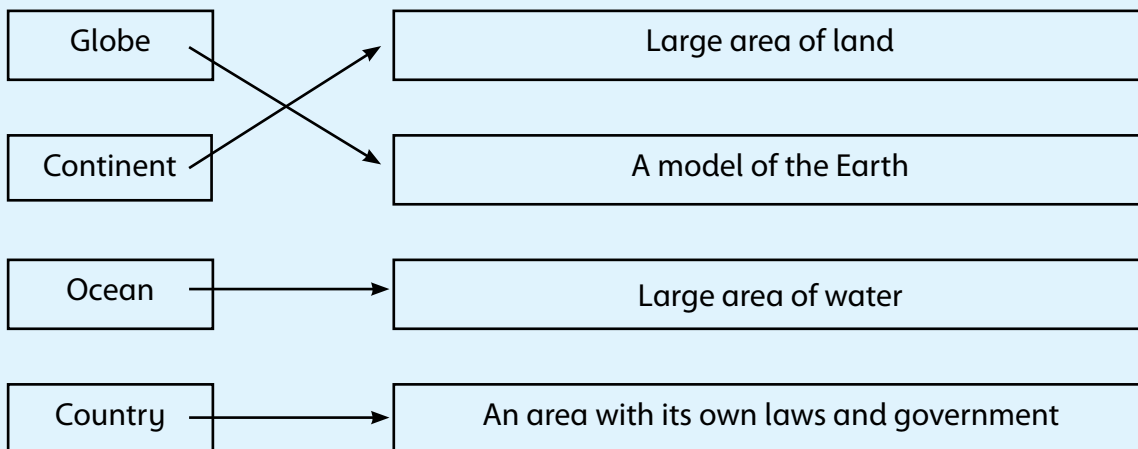 Globe
Large area of land
Continent
A model of the Earth
Ocean
Large area of water
Country
An area with its own laws and government